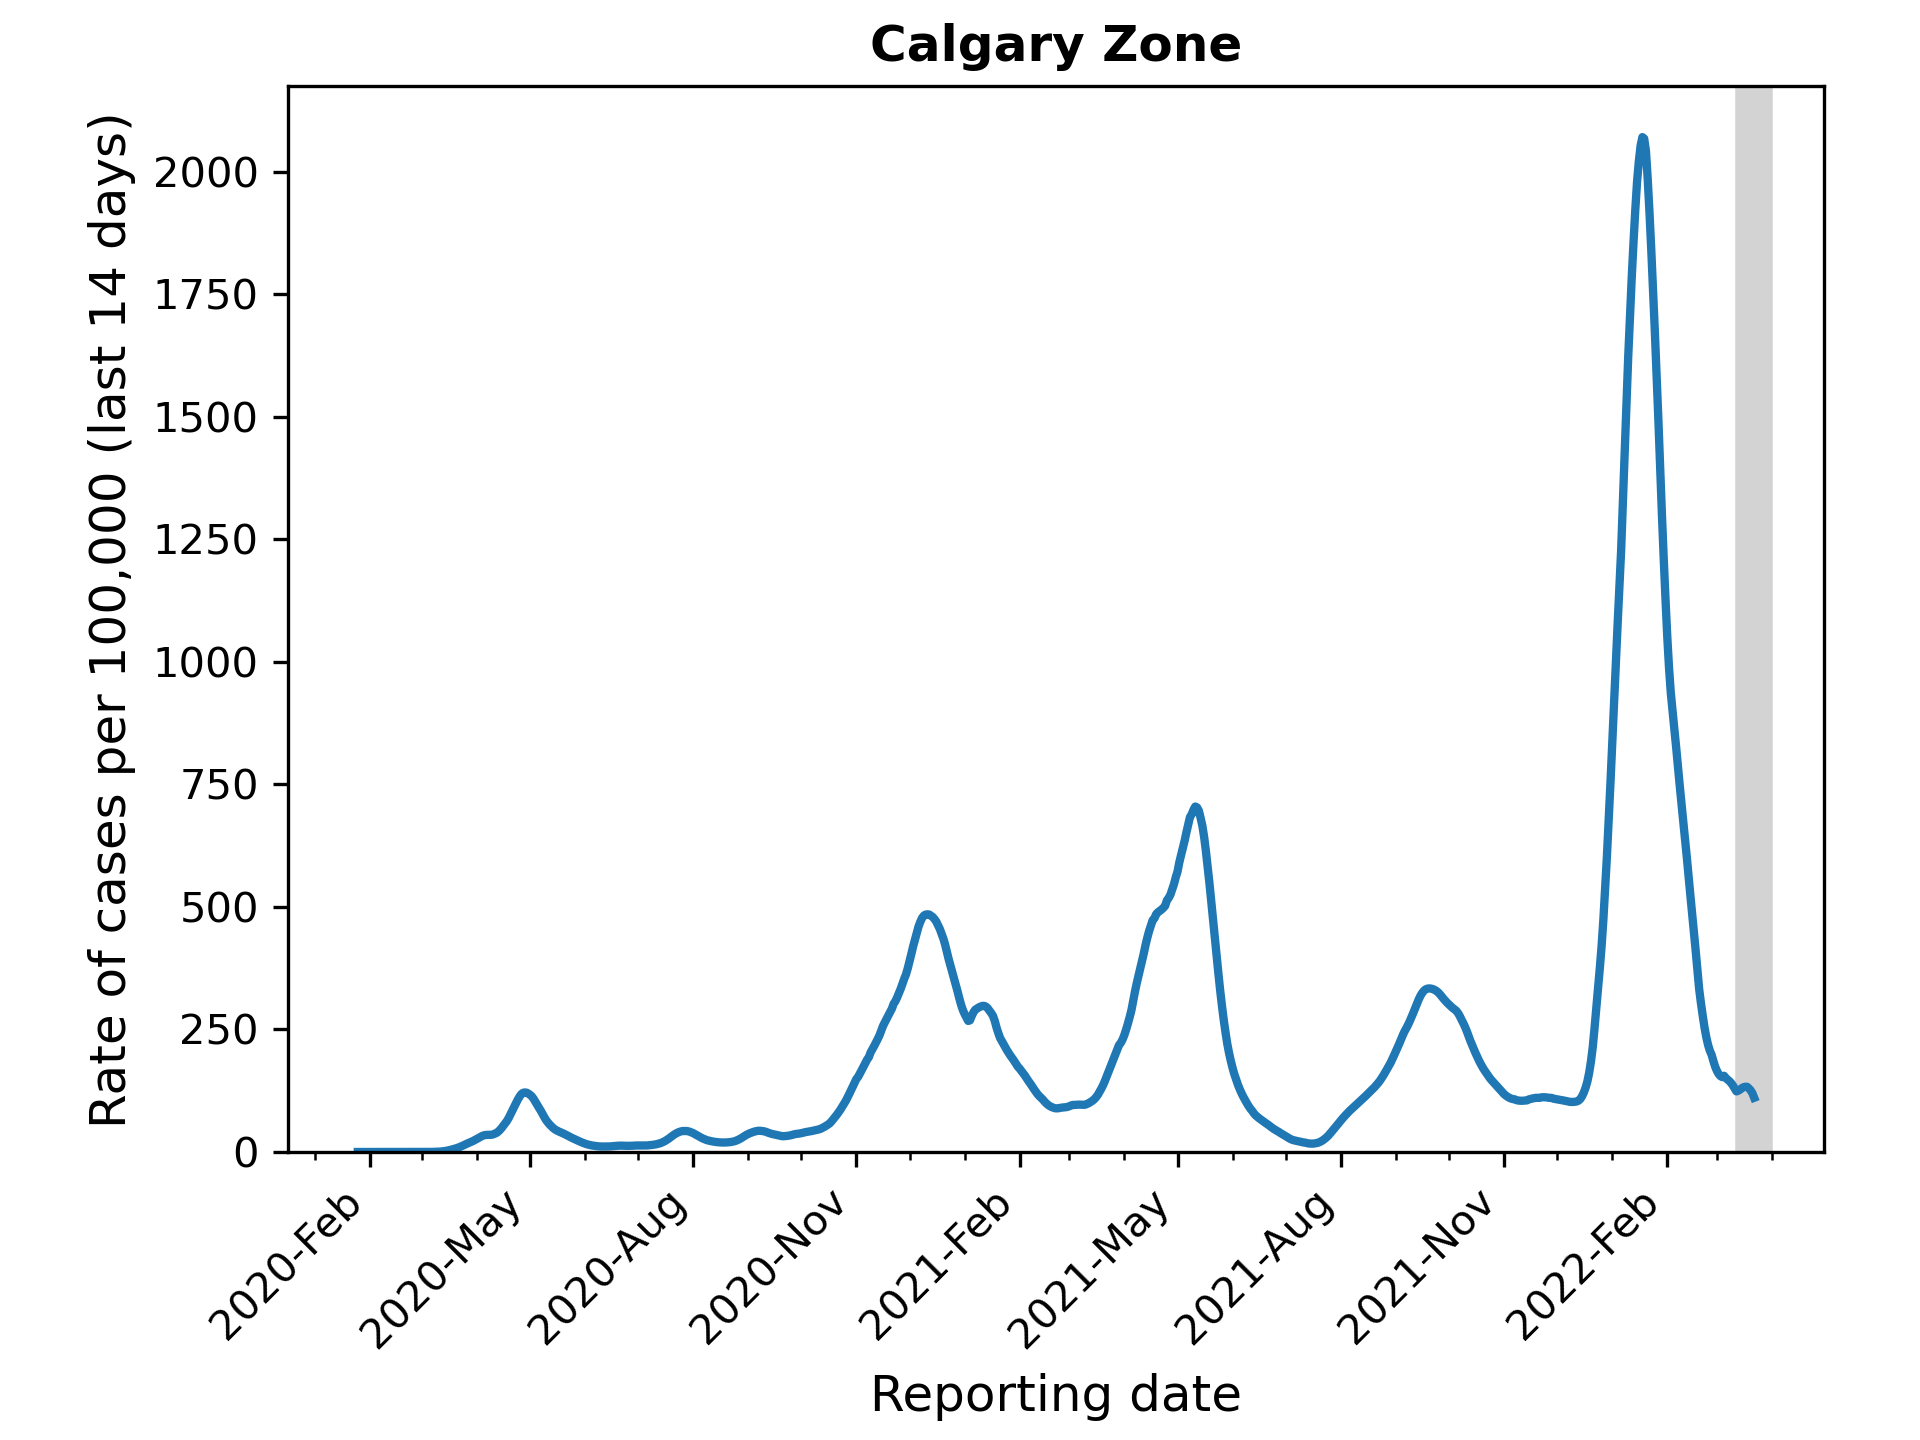 Calgary Zone
Rate of cases per 100,000 (last 14 days)
2000
1750
1500
1250
1000
750
500
250
0
2020-Feb
2020-May
2020-Aug
2020-Nov
2021-Feb
2021-May
2021-Aug
2021-Nov
2022-Feb
Reporting date